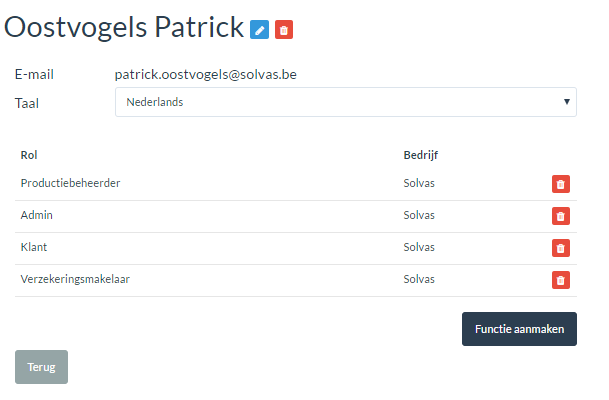 Oostvogels Patrick
E-mail patrick.oostvogels@solvas.be
Taal Nederlands
Rol Bedrijf
Productiebeheerder Solvas
Admin Solvas
Klant Solvas
Verzekeringsmakelaar Solvas
Functie aanmaken
Terug